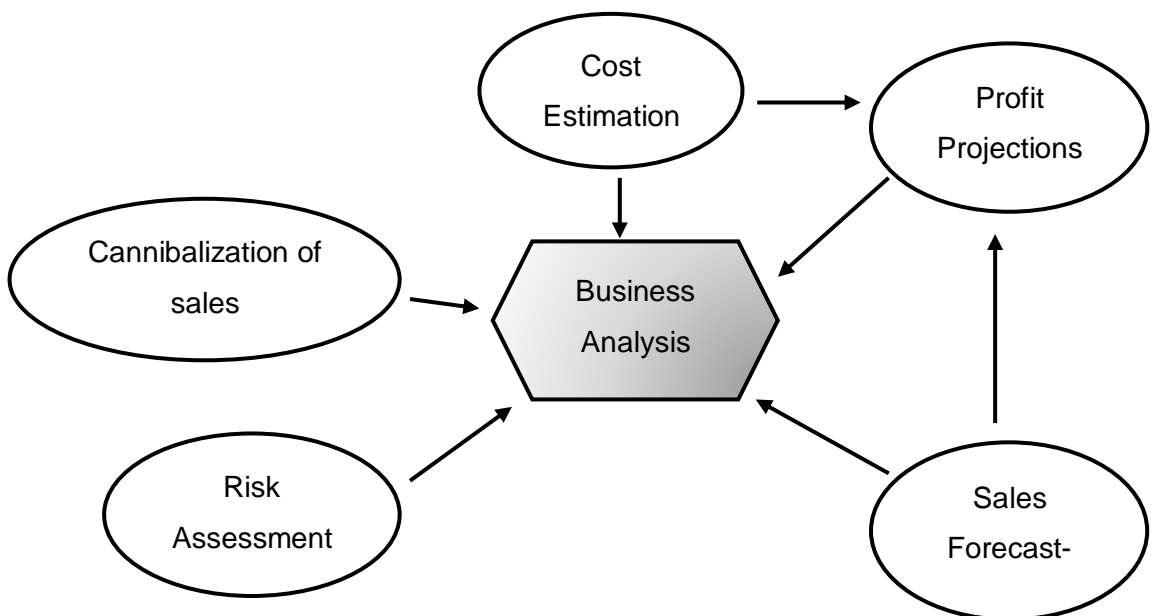 Cost
Estimation
Profit
Projections
Cannibalization of
sales
Business
Analysis
Risk
Assessment
Sales
Forecast-